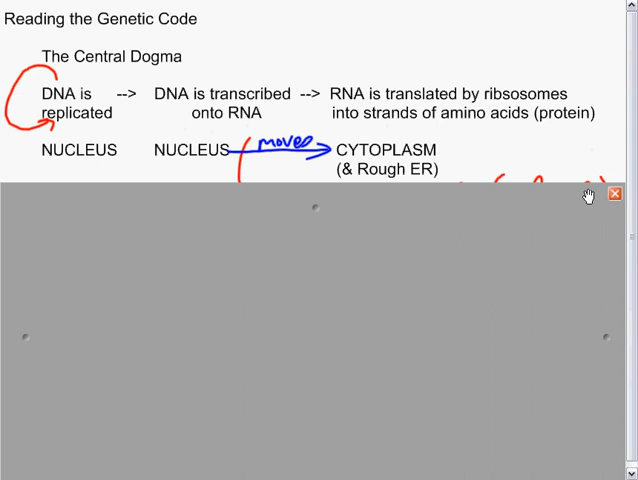 Reading the Genetic Code
The Central Dogma
DNA is --> DNA is transcribed --> RNA is translated by ribsosomes
replicated onto RNA into strands of amino acids (protein)
moved
NUCLEUS NUCLEUS CYTOPLASM
(& Rough ER)